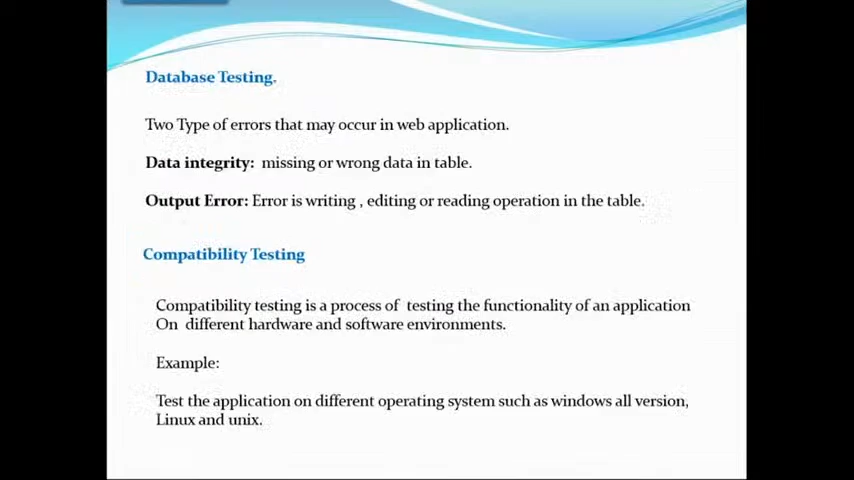 Database Testing.
Two Type of errors that may occur in web application.
Data integrity: missing or wrong data in table.
Output Error: Error is writing , editing or reading operation in the table.
Compatibility Testing
Compatibility testing is a process of testing the functionality of an application
On different hardware and software environments.
Example:
Test the application on different operating system such as windows all version,
Linux and unix.